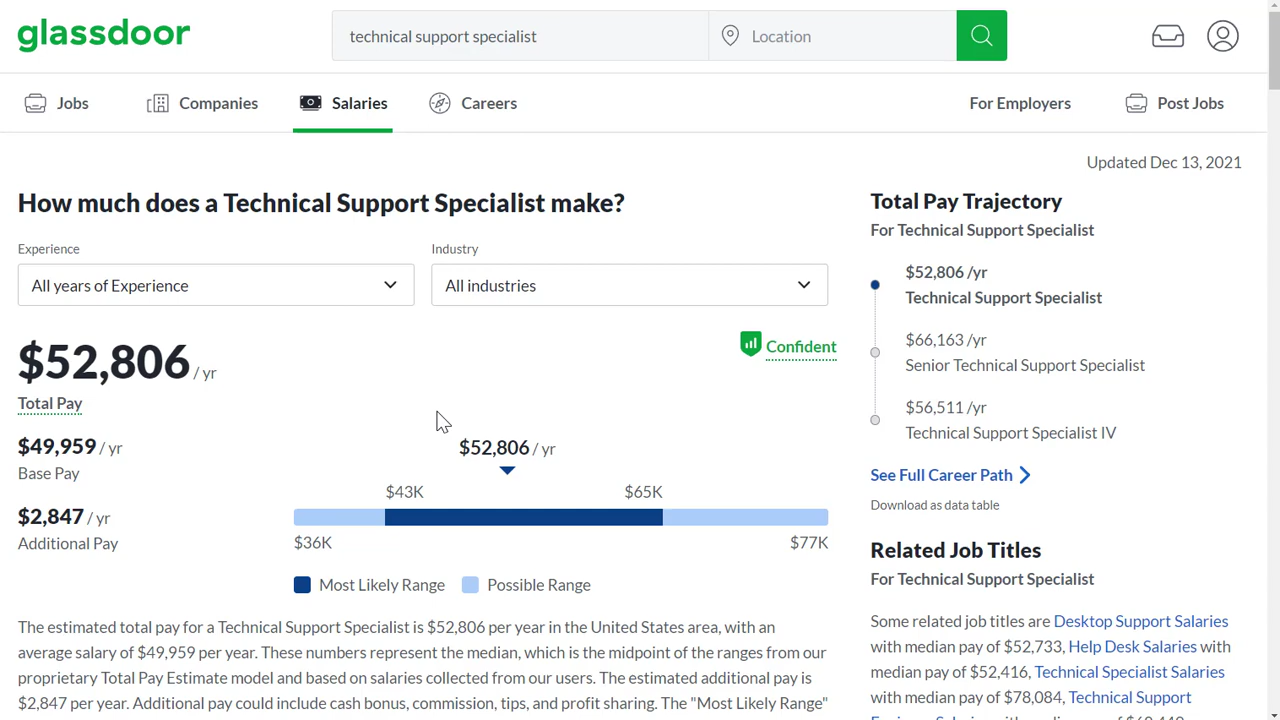 glassdoor
technical support specialist
Location
Jobs
Companies
Salaries
Careers
For Employers
Post Jobs
Updated Dec 13, 2021
How much does a Technical Support Specialist make?
Experience
Industry
All years of Experience
All industries
$52,806 / yr
Confident
Total Pay
$49,959 / yr
Base Pay
$2,847 / yr
Additional Pay
$52,806 / yr
$43K
$65K
$36K
$77K
Most Likely Range
Possible Range
The estimated total pay for a Technical Support Specialist is $52,806 per year in the United States area, with an
average salary of $49,959 per year. These numbers represent the median, which is the midpoint of the ranges from our
proprietary Total Pay Estimate model and based on salaries collected from our users. The estimated additional pay is
$2,847 per year. Additional pay could include cash bonus, commission, tips, and profit sharing. The "Most Likely Range"
Total Pay Trajectory
For Technical Support Specialist
$52,806 /yr
Technical Support Specialist
$66,163 /yr
Senior Technical Support Specialist
$56,511 /yr
Technical Support Specialist IV
See Full Career Path
Download as data table
Related Job Titles
For Technical Support Specialist
Some related job titles are Desktop Support Salaries
with median pay of $52,733, Help Desk Salaries with
median pay of $52,416, Technical Specialist Salaries
with median pay of $78,084, Technical Support